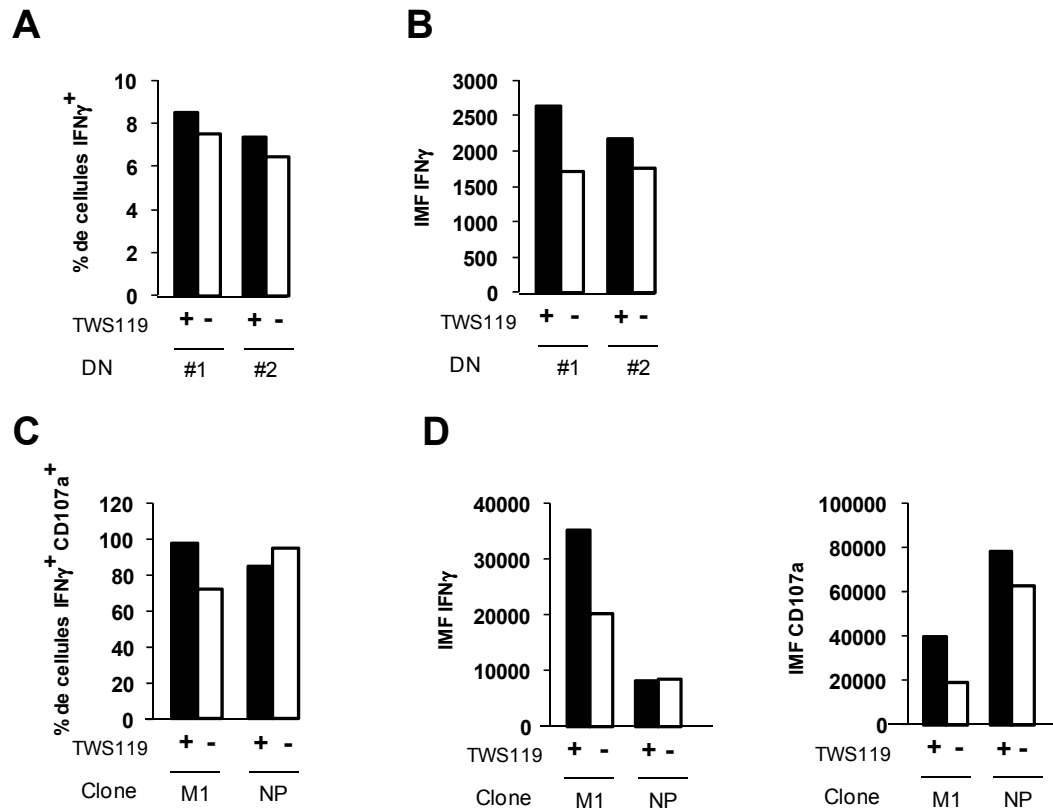 A
% de cellules IFNγ+
10
8
6
4
2
0
TWS119
+ - + -
DN
#1 #2
B
IMF IFNγ
3000
2500
2000
1500
1000
500
0
TWS119
+ - + -
DN
#1 #2
C
% de cellules IFNγ+ CD107a+
120
100
80
60
40
20
0
TWS119
+ - + -
Clone
M1 NP
D
IMF IFNγ
40000
30000
20000
10000
0
TWS119
+ - + -
Clone
M1 NP
IMF CD107a
100000
80000
60000
40000
20000
0
TWS119
+ - + -
Clone
M1 NP